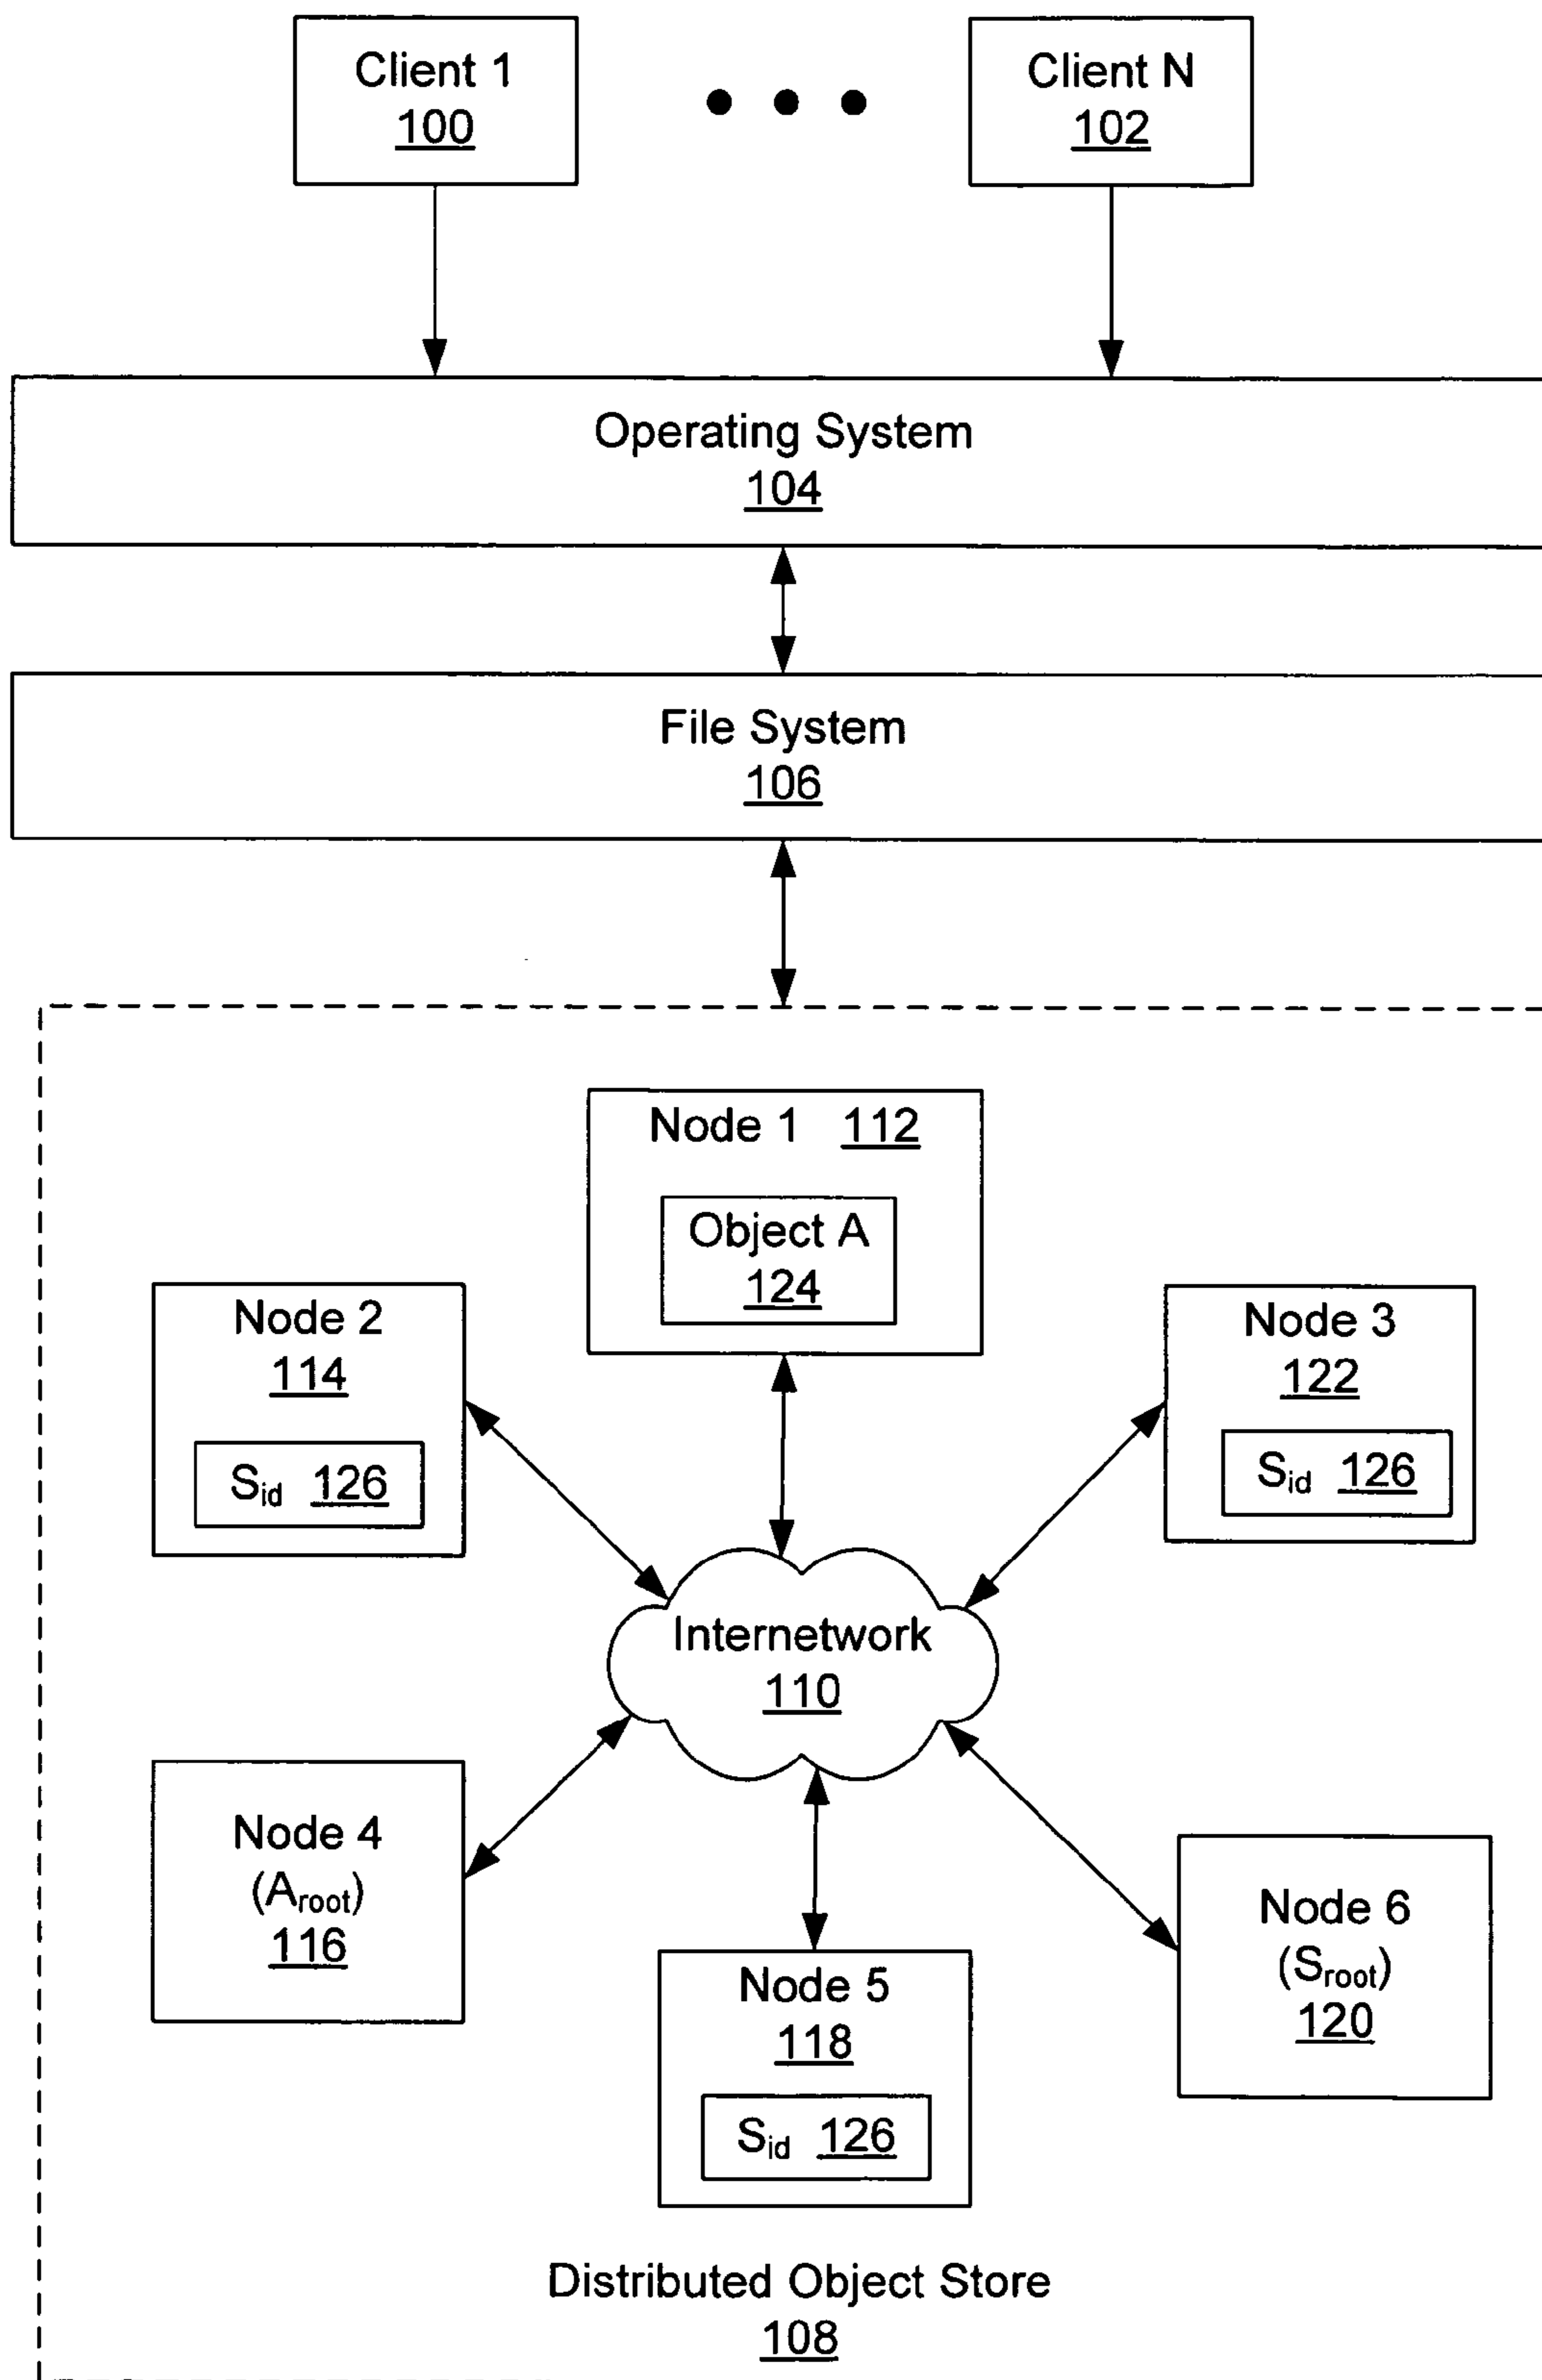 Client 1
100
Client N
102
Operating System
104
File System
106
Node 1 112
Object A
124
Node 2
114
Sid 126
Node 3
122
Sid 126
Internetwork
110
Node 4
(Aroot)
116
Node 5
118
Sid 126
Node 6
(Sroot)
120
Distributed Object Store
108